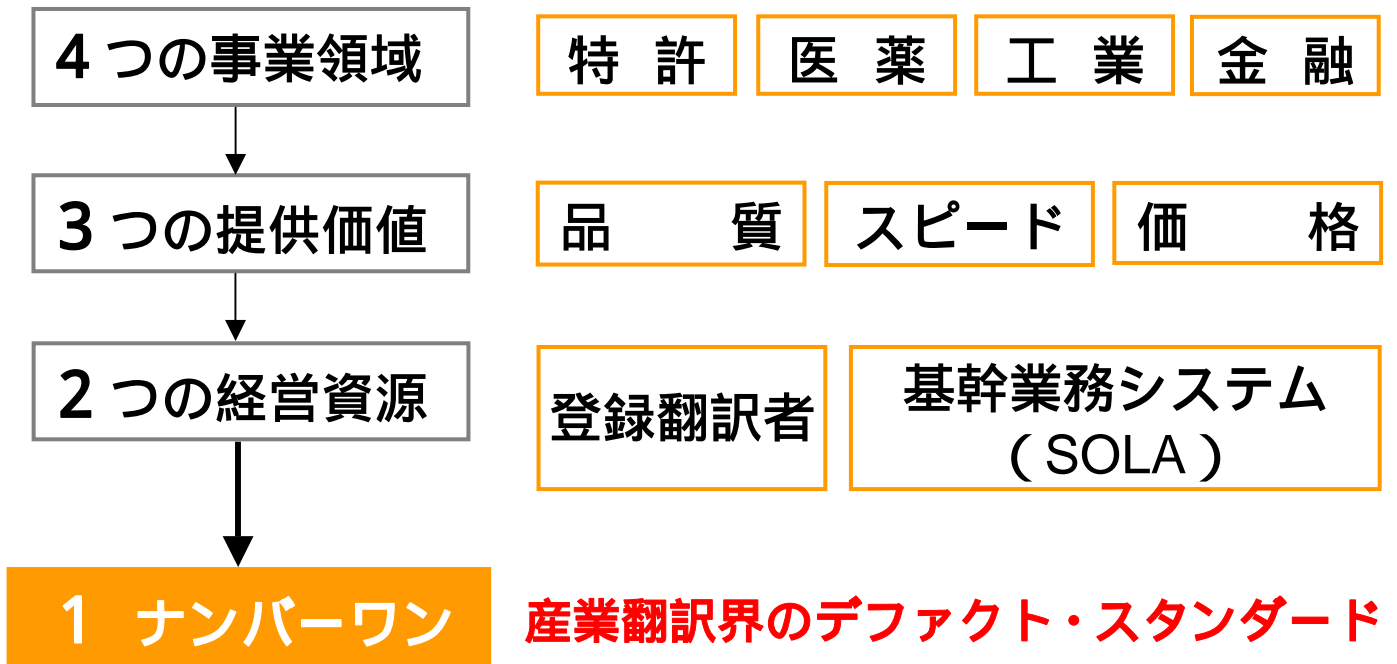 4つの事業領域
特許 医薬 工業 金融
3つの提供価値
品質 スピード 価格
2つの経営資源
登録翻訳者
基幹業務システム
(SOLA)
1 ナンバーワン
産業翻訳界のデファクト・スタンダード